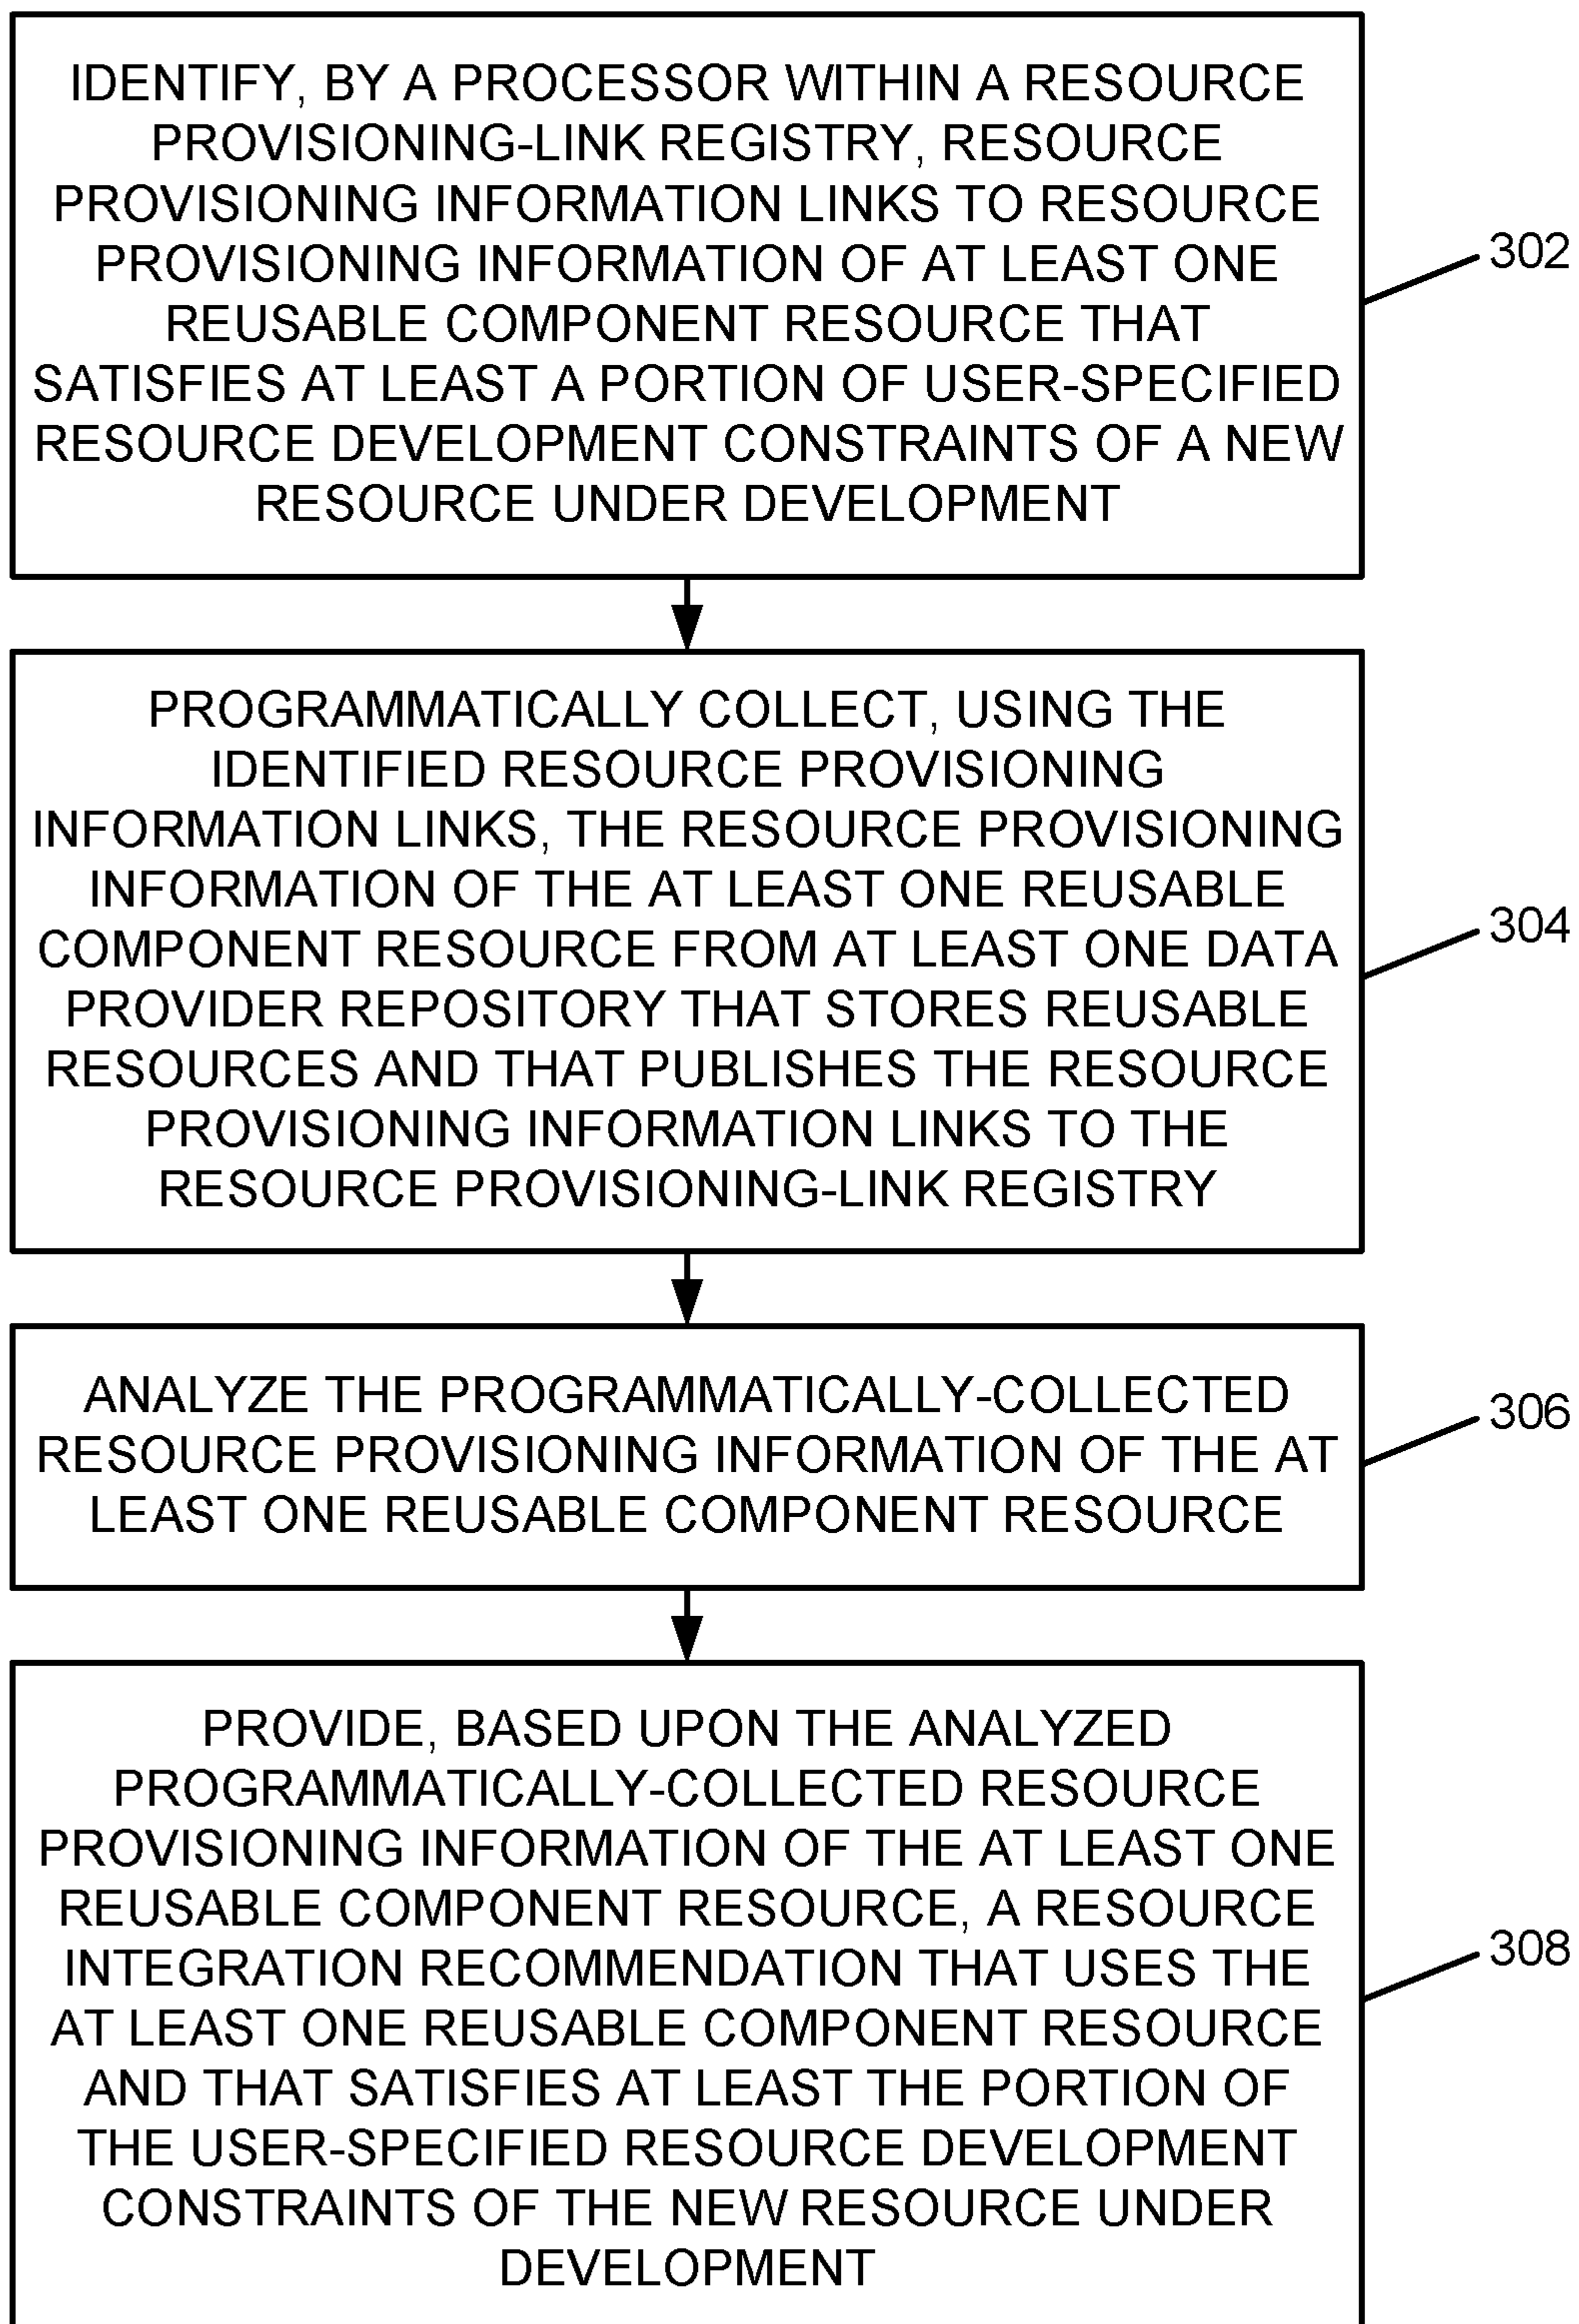 IDENTIFY, BY A PROCESSOR WITHIN A RESOURCE
PROVISIONING-LINK REGISTRY, RESOURCE
PROVISIONING INFORMATION LINKS TO RESOURCE
PROVISIONING INFORMATION OF AT LEAST ONE
REUSABLE COMPONENT RESOURCE THAT
SATISFIES AT LEAST A PORTION OF USER-SPECIFIED
RESOURCE DEVELOPMENT CONSTRAINTS OF A NEW
RESOURCE UNDER DEVELOPMENT
302
PROGRAMMATICALLY COLLECT, USING THE
IDENTIFIED RESOURCE PROVISIONING
INFORMATION LINKS, THE RESOURCE PROVISIONING
INFORMATION OF THE AT LEAST ONE REUSABLE
COMPONENT RESOURCE FROM AT LEAST ONE DATA
PROVIDER REPOSITORY THAT STORES REUSABLE
RESOURCES AND THAT PUBLISHES THE RESOURCE
PROVISIONING INFORMATION LINKS TO THE
RESOURCE PROVISIONING-LINK REGISTRY
304
ANALYZE THE PROGRAMMATICALLY-COLLECTED
RESOURCE PROVISIONING INFORMATION OF THE AT
LEAST ONE REUSABLE COMPONENT RESOURCE
306
PROVIDE, BASED UPON THE ANALYZED
PROGRAMMATICALLY-COLLECTED RESOURCE
PROVISIONING INFORMATION OF THE AT LEAST ONE
REUSABLE COMPONENT RESOURCE, A RESOURCE
INTEGRATION RECOMMENDATION THAT USES THE
AT LEAST ONE REUSABLE COMPONENT RESOURCE
AND THAT SATISFIES AT LEAST THE PORTION OF
THE USER-SPECIFIED RESOURCE DEVELOPMENT
CONSTRAINTS OF THE NEW RESOURCE UNDER
DEVELOPMENT
308